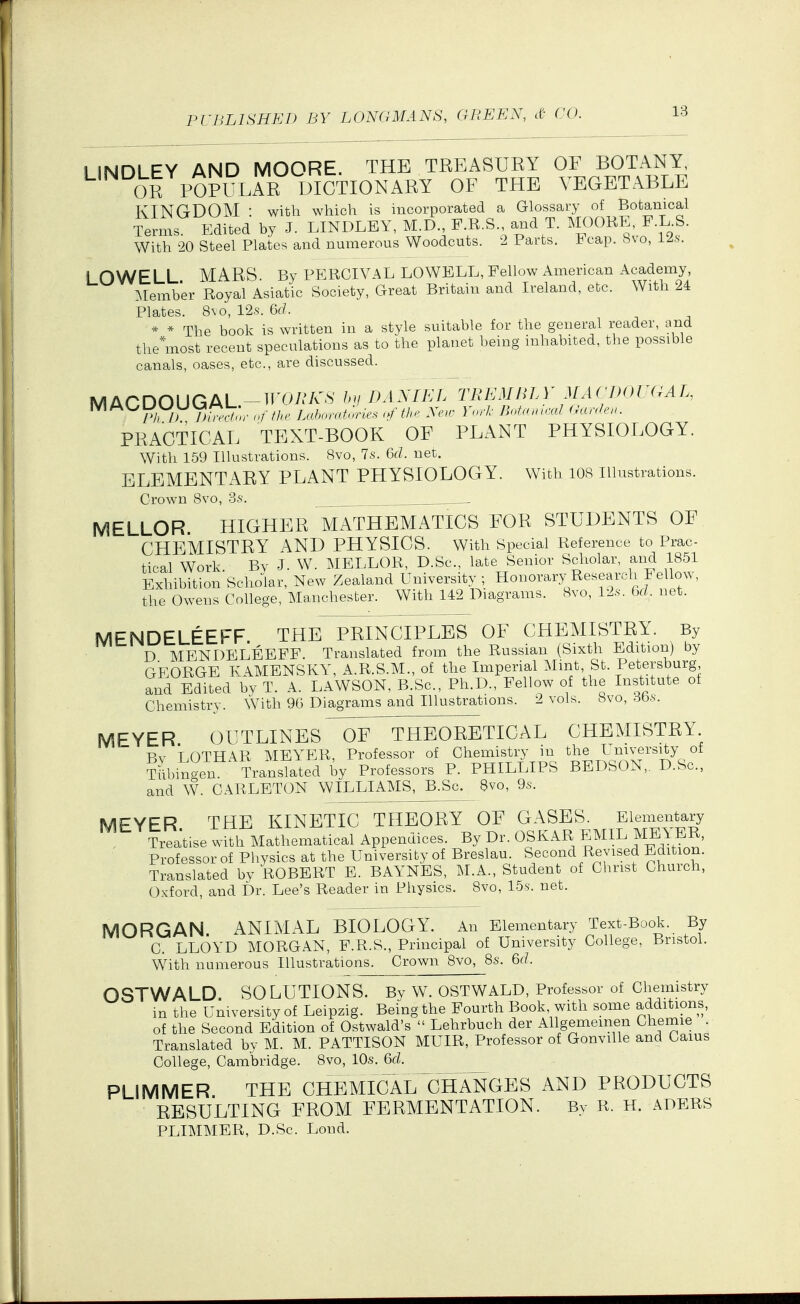 PUBLISHED BY LONGMANS, GREEN, & CO. 13
LINDLEY AND MOORE. THE TREASURY OF BOTANY,
OR POPULAR DICTIONARY OF THE VEGETABLE
KINGDOM : with which is incorporated a Glossary of Botanical
Terms. Edited by J. LINDLEY, M.D., F.R.S., and T. MOORE, F.L.S.
With 20 Steel Plates and numerous Woodcuts. 2 Parts. Fcap. 8vo, 12s.
LOWELL. MARS. By PERCIVAL LOWELL, Fellow American Academy,
Member Royal Asiatic Society, Great Britain and Ireland, etc. With 24
Plates. 8vo, 12s. 6d.
*** The book is written in a style suitable for the general reader, and
the most recent speculations as to the planet being inhabited, the possible
canals, oases, etc., are discussed.
MACDOUGAL.—WORKS by DANIEL TREMBLY MACDOUGAL,
Ph.D., Director of the Laboratories of the New York Botanical Garden.
PRACTICAL TEXT-BOOK OF PLANT PHYSIOLOGY.
With 159 Illustrations. 8vo, 7s. 6d. net.
ELEMENTARY PLANT PHYSIOLOGY. With 108 Illustrations.
Crown 8vo, 3s.
MELLOR. HIGHER MATHEMATICS FOR STUDENTS OF
CHEMISTRY AND PHYSICS. With Special Reference to Prac-
tical Work. By J. W. MELLOR, D.Sc., late Senior Scholar, and 1851
Exhibition Scholar, New Zealand University ; Honorary Research Fellow,
the Owens College, Manchester. With 142 Diagrams. 8vo, 12s. 6d. net.
MENDELÉEFF. THE PRINCIPLES OF CHEMISTRY. By
D. MENDELÉEFF. Translated from the Russian (Sixth Edition) by
GEORGE KAMENSKY, A.R.S.M., of the Imperial Mint, St. Petersburg,
and Edited by T. A. LAWSON, B.Sc., Ph.D., Fellow of the Institute of
Chemistry. With 96 Diagrams and Illustrations. 2 vols. 8vo, 36s.
MEYER. OUTLINES OF THEORETICAL CHEMISTRY.
By LOTHAR MEYER, Professor of Chemistry in the University of
Tübingen. Translated by Professors P. PHILLIPS BEDSON, D.Sc.,
and W. CARLETON WILLIAMS, B.Sc. 8vo, 9s.
MEYER. THE KINETIC THEORY OF GASES. Elementary
Treatise with Mathematical Appendices. By Dr. OSKAR EMIL MEYER,
Professor of Physics at the University of Breslau. Second Revised Edition.
Translated by ROBERT E. BAYNES, M.A., Student of Christ Church,
Oxford, and Dr. Lee's Reader in Physics. 8vo, 15s. net.
MORGAN. ANIMAL BIOLOGY. An Elementary Text-Book. By
C. LLOYD MORGAN, F.R.S., Principal of University College, Bristol.
With numerous Illustrations. Crown 8vo, 8s. 6d.
OSTWALD. SOLUTIONS. By W. OSTWALD, Professor of Chemistry
in the University of Leipzig. Being the Fourth Book, with some additions,
of the Second Edition of Ostwald's "Lehrbuch der Allgemeinen Chemie".
Translated by M. M. PATTISON MUIR, Professor of Gonville and Caius
College, Cambridge. 8vo, 10s. 6d.
PLIMMER. THE CHEMICAL CHANGES AND PRODUCTS
RESULTING FROM FERMENTATION. By R. H. ADERS
PLIMMER, D.Sc. Lond.